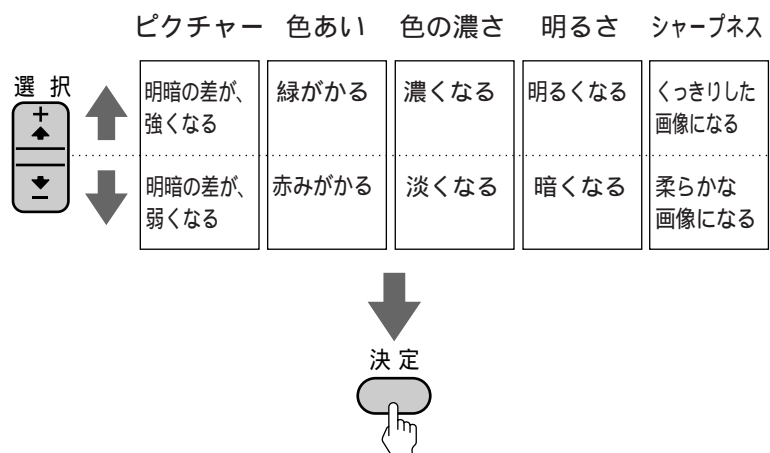 ピクチャー 色あい 色の濃さ 明るさ シャープネス
選 択
+
明暗の差が、
強くなる
緑がかる
濃くなる
明るくなる
くっきりした
画像になる
−
明暗の差が、
弱くなる
赤みがかる
淡くなる
暗くなる
柔らかな
画像になる
決 定